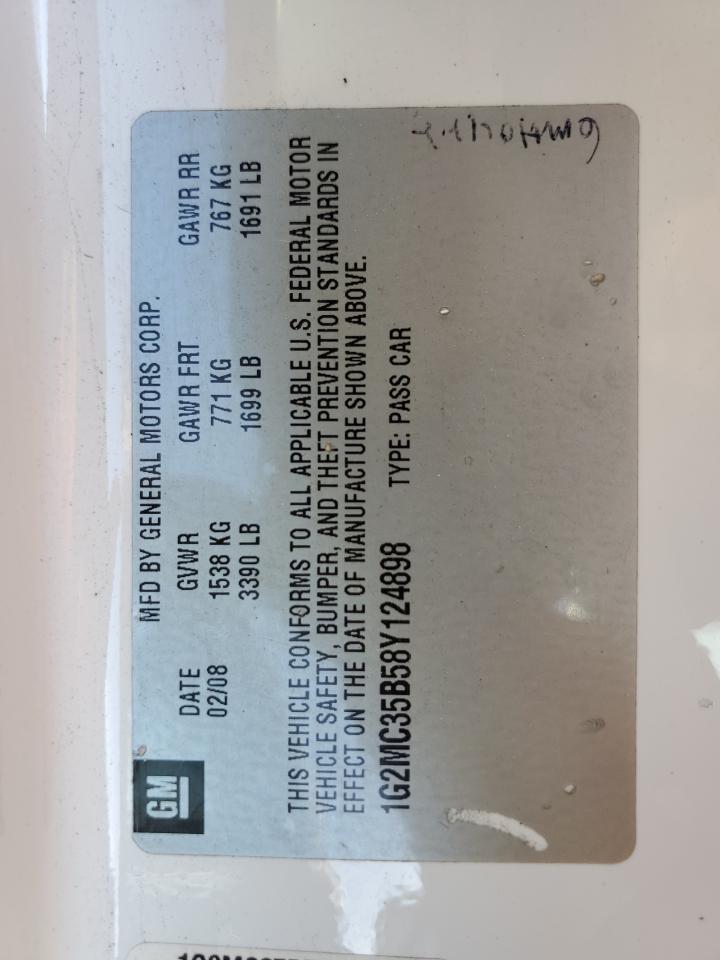 GM
MFD BY GENERAL MOTORS CORP.
DATE GVWR GAWR FRT GAWR RR
02/08 1538 KG 771 KG 767 KG
3390 LB 1699 LB 1691 LB
THIS VEHICLE CONFORMS TO ALL APPLICABLE U.S. FEDERAL MOTOR
VEHICLE SAFETY, BUMPER, AND THEFT PREVENTION STANDARDS IN
EFFECT ON THE DATE OF MANUFACTURE SHOWN ABOVE.
1G2MC35B58Y124898 TYPE: PASS CAR